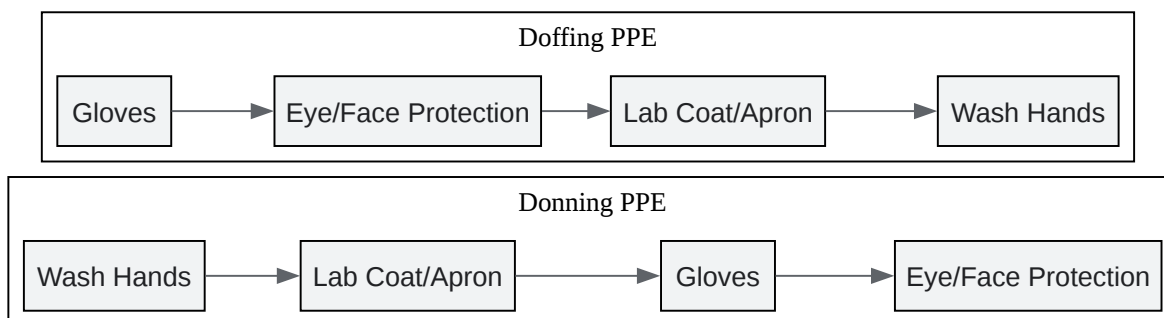 Doffing PPE
Gloves
Eye/Face Protection
Lab Coat/Apron
Wash Hands
Donning PPE
Wash Hands
Lab Coat/Apron
Gloves
Eye/Face Protection